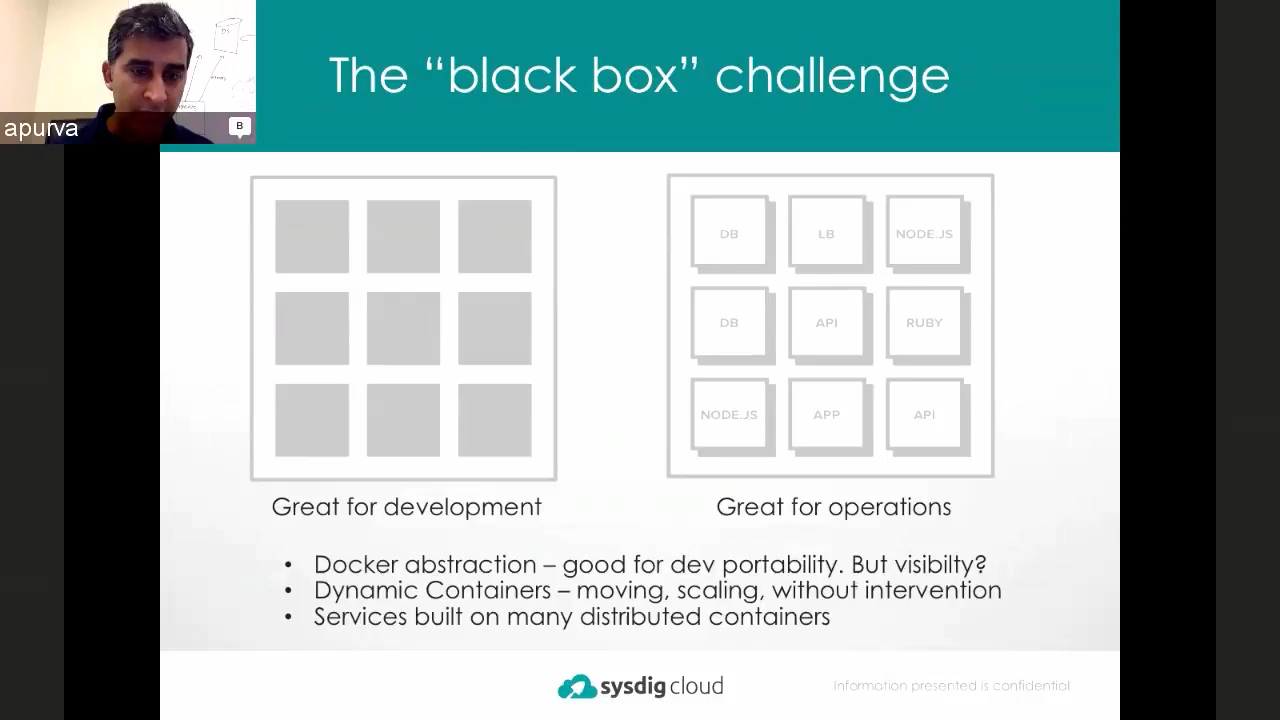 apurva
B
The “black box” challenge
DB
LB
NODE.JS
DB
API
RUBY
NODE.JS
APP
API
Great for development
Great for operations
• Docker abstraction – good for dev portability. But visibilty?
• Dynamic Containers – moving, scaling, without intervention
• Services built on many distributed containers
sysdig cloud
Information presented is confidential